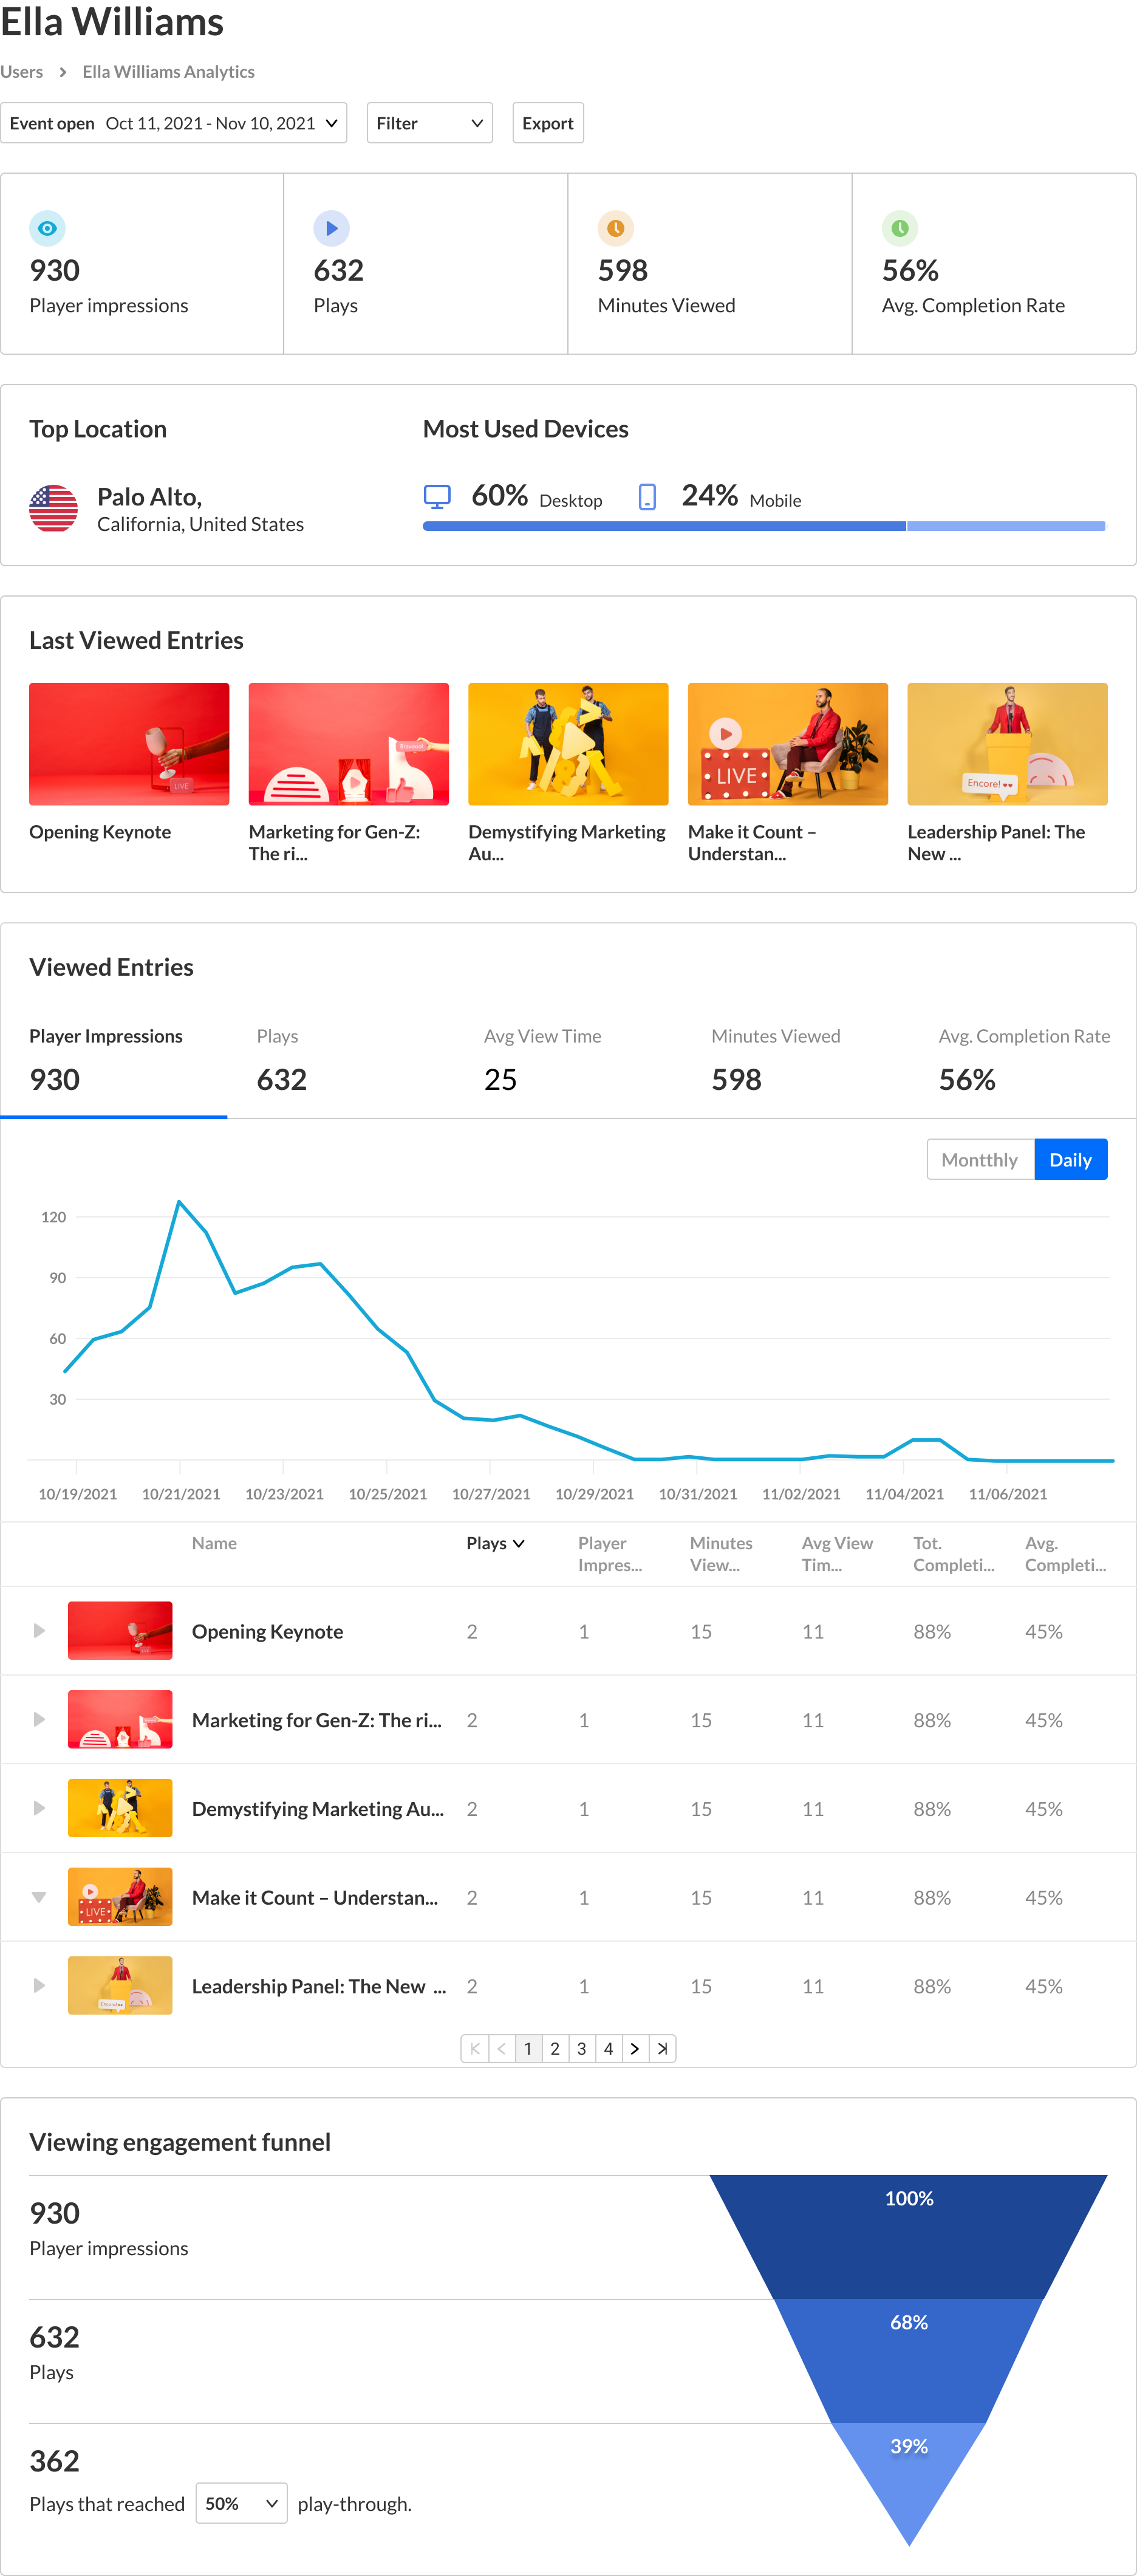 Ella Williams
Users > Ella Williams Analytics
Event open Oct 11, 2021 - Nov 10, 2021
Filter
Export
930
Player impressions
632
Plays
598
Minutes Viewed
56%
Avg. Completion Rate
Top Location
Palo Alto,
California, United States
Most Used Devices
60% Desktop
24% Mobile
Last Viewed Entries
LIVE
Brandout
LIVE
Encore!
Opening Keynote
Marketing for Gen-Z:
The ri...
Demystifying Marketing
Au...
Make it Count –
Understan...
Leadership Panel: The
New ...
Viewed Entries
Player Impressions
930
Plays
632
Avg View Time
25
Minutes Viewed
598
Avg. Completion Rate
56%
Montthly
Daily
120
90
60
30
10/19/2021 10/21/2021 10/23/2021 10/25/2021 10/27/2021 10/29/2021 10/31/2021 11/02/2021 11/04/2021 11/06/2021
Name
Plays
Player
Impres...
Minutes
View...
Avg View
Tim...
Tot.
Completi...
Avg.
Completi...
Opening Keynote 2 1 15 11 88% 45%
Marketing for Gen-Z: The ri... 2 1 15 11 88% 45%
Demystifying Marketing Au... 2 1 15 11 88% 45%
LIVE
Make it Count – Understan... 2 1 15 11 88% 45%
Encore!
Leadership Panel: The New ... 2 1 15 11 88% 45%
1 2 3 4
Viewing engagement funnel
930
Player impressions
100%
632
Plays
68%
362
Plays that reached 50% play-through.
39%